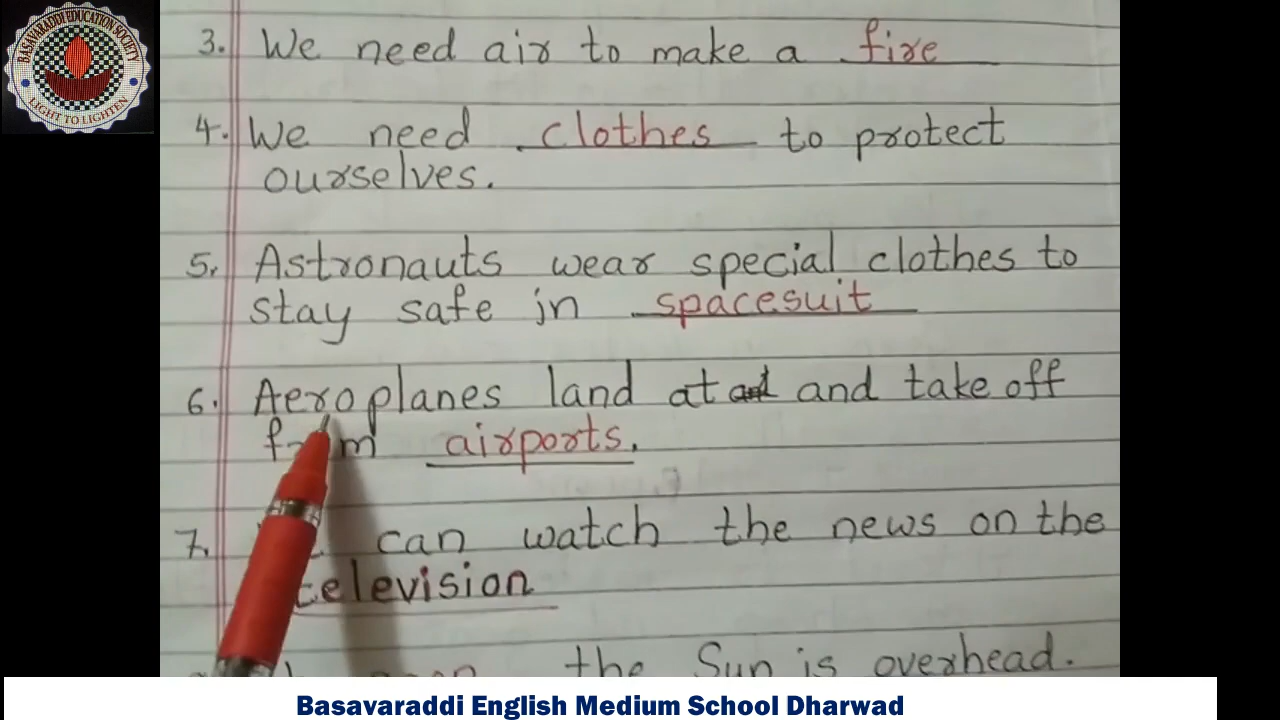 BASAVARADDI EDUCATION SOCIETY
LIGHT TO LIGHTEN
3. We need air to make a fire
4. We need clothes to protect
ourselves.
5. Astronauts wear special clothes to
stay safe in spacesuit
6. Aeroplanes land at and take off
from airports.
7. can watch the news on the
television
the Sun is overhead.
Basavaraddi English Medium School Dharwad